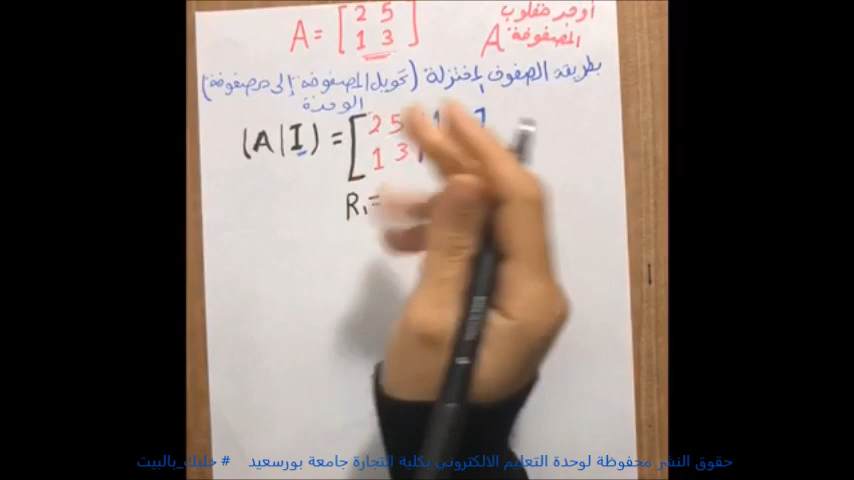 أوجد مقلوب
المصفوفة A
A = [ 2 5
1 3 ]
بطريقة الصفوف المختزلة (تحويل المصفوفة إلى مصفوفة
الوحدة)
(A|I) = [ 2 5 1
1 3
R₁ =
حقوق النشر محفوظة لوحدة التعليم الالكتروني بكلية التجارة جامعة بورسعيد # خليك_بالبيت